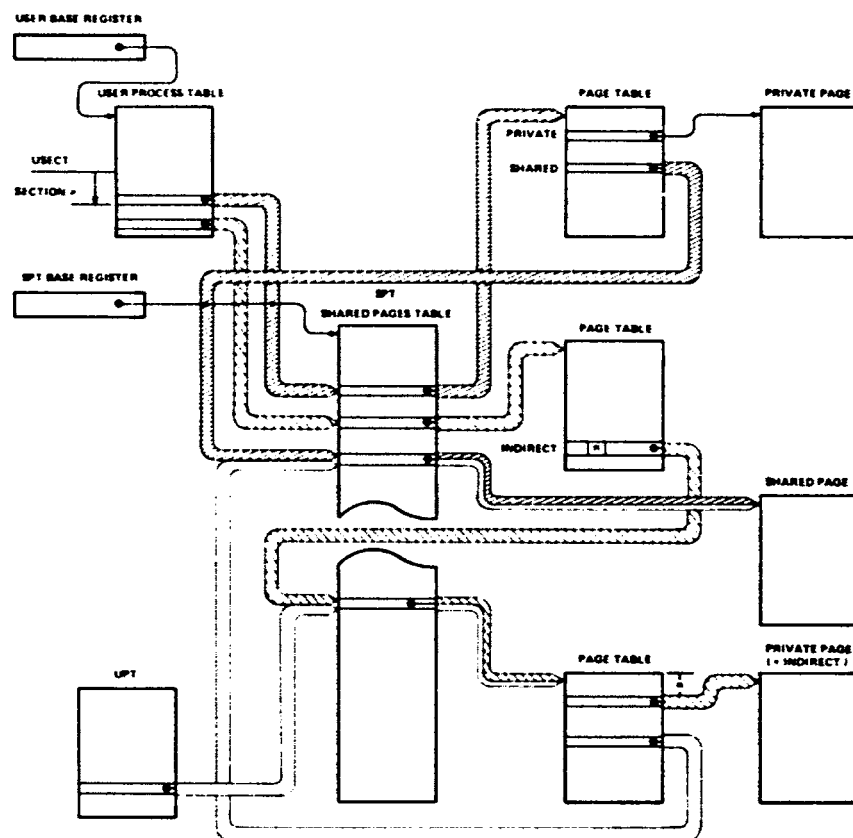 USER BASE REGISTER
USER PROCESS TABLE
PAGE TABLE
PRIVATE PAGE
PRIVATE
USECT
SHARED
SECTION
SPT BASE REGISTER
SPT
SHARED PAGES TABLE
PAGE TABLE
INDIRECT
SHARED PAGE
PAGE TABLE
PRIVATE PAGE
( INDIRECT )
UPT